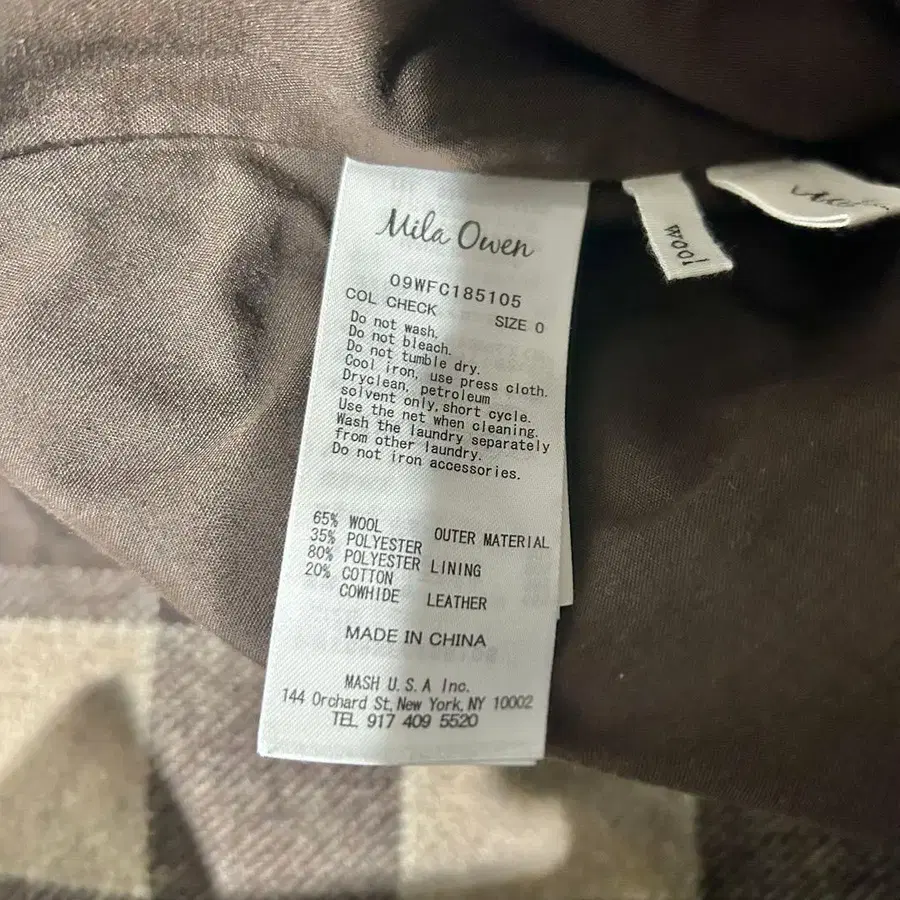 Mila Owen
09WFC185105
COL CHECK
SIZE 0
Do not wash.
Do not bleach.
Do not tumble dry.
Cool iron, use press cloth.
Dryclean, petroleum
solvent only, short cycle.
Use the net when cleaning.
Wash the laundry separately
from other laundry.
Do not iron accessories.
65% WOOL OUTER MATERIAL
35% POLYESTER
80% POLYESTER LINING
20% COTTON
COWHIDE LEATHER
MADE IN CHINA
MASH U.S.A Inc.
144 Orchard St, New York, NY 10002
TEL 917 409 5520
wool